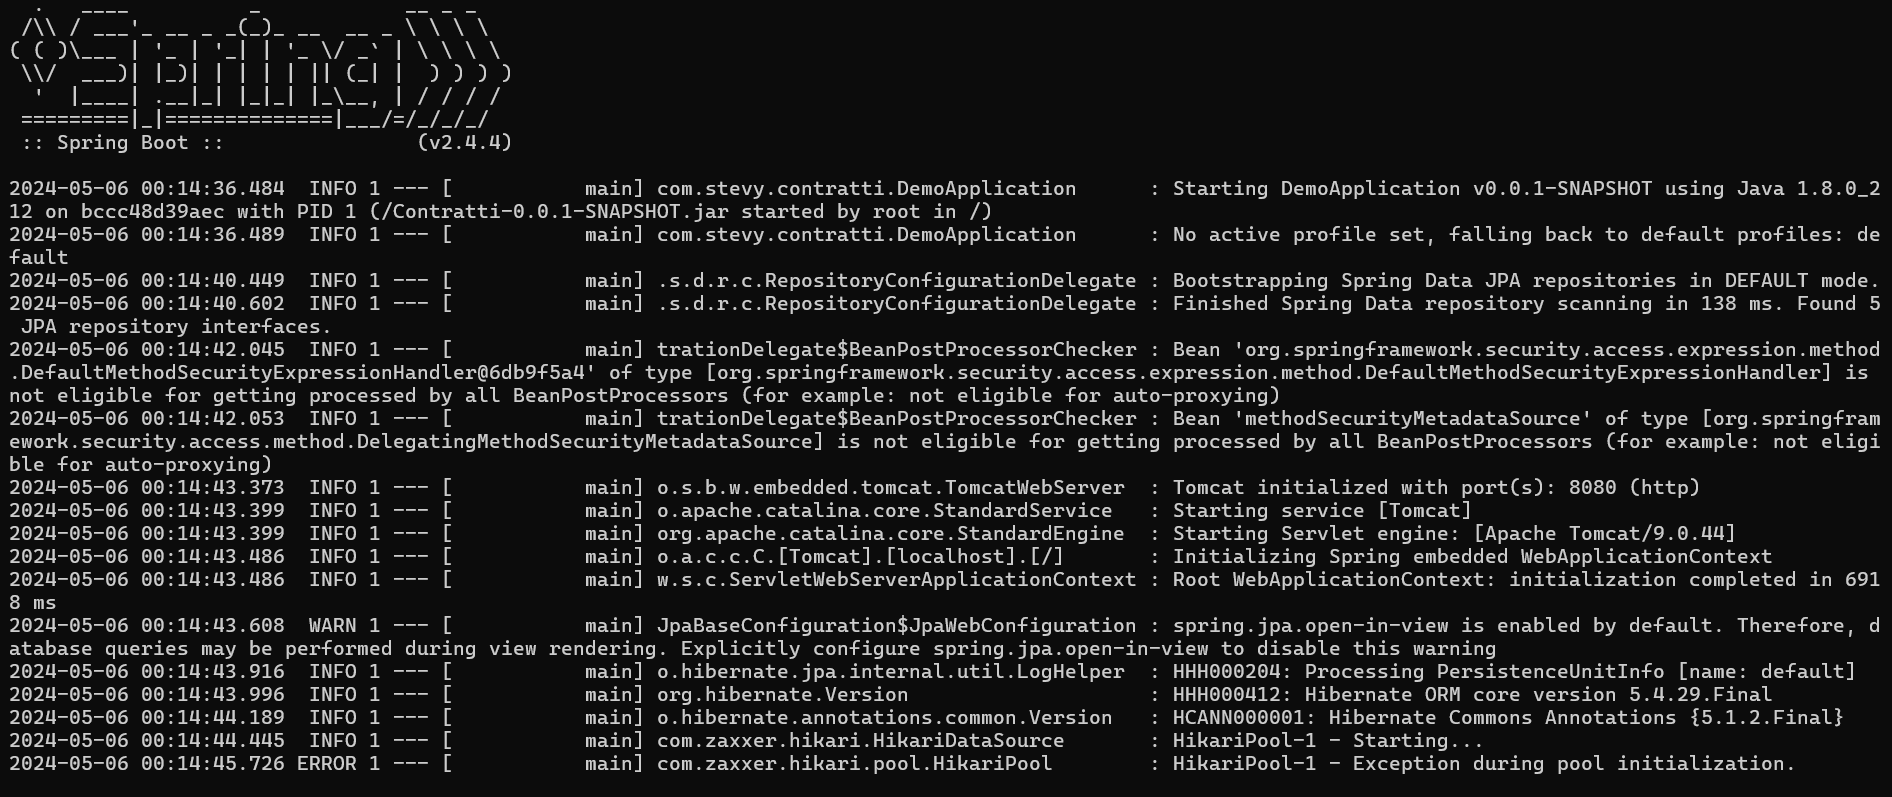 .   ____          _            __ _ _
 /\\ / ___'_ __ _ _(_)_ __  __ _ \ \ \ \
( ( )\___ | '_ | '_| | '_ \/ _` | \ \ \ \
 \\/  ___)| |_)| | | | | || (_| |  ) ) ) )
  '  |____| .__|_| |_|_| |_\__, | / / / /
 =========|_|==============|___/=/_/_/_/
 :: Spring Boot ::                (v2.4.4)

2024-05-06 00:14:36.484  INFO 1 --- [           main] com.stevy.contratti.DemoApplication      : Starting DemoApplication v0.0.1-SNAPSHOT using Java 1.8.0_2
12 on bccc48d39aec with PID 1 (/Contratti-0.0.1-SNAPSHOT.jar started by root in /)
2024-05-06 00:14:36.489  INFO 1 --- [           main] com.stevy.contratti.DemoApplication      : No active profile set, falling back to default profiles: de
fault
2024-05-06 00:14:40.449  INFO 1 --- [           main] .s.d.r.c.RepositoryConfigurationDelegate : Bootstrapping Spring Data JPA repositories in DEFAULT mode.
2024-05-06 00:14:40.602  INFO 1 --- [           main] .s.d.r.c.RepositoryConfigurationDelegate : Finished Spring Data repository scanning in 138 ms. Found 5
 JPA repository interfaces.
2024-05-06 00:14:42.045  INFO 1 --- [           main] trationDelegate$BeanPostProcessorChecker : Bean 'org.springframework.security.access.expression.method
.DefaultMethodSecurityExpressionHandler@6db9f5a4' of type [org.springframework.security.access.expression.method.DefaultMethodSecurityExpressionHandler] is
not eligible for getting processed by all BeanPostProcessors (for example: not eligible for auto-proxying)
2024-05-06 00:14:42.053  INFO 1 --- [           main] trationDelegate$BeanPostProcessorChecker : Bean 'methodSecurityMetadataSource' of type [org.springfram
ework.security.access.method.DelegatingMethodSecurityMetadataSource] is not eligible for getting processed by all BeanPostProcessors (for example: not eligi
ble for auto-proxying)
2024-05-06 00:14:43.373  INFO 1 --- [           main] o.s.b.w.embedded.tomcat.TomcatWebServer  : Tomcat initialized with port(s): 8080 (http)
2024-05-06 00:14:43.399  INFO 1 --- [           main] o.apache.catalina.core.StandardService   : Starting service [Tomcat]
2024-05-06 00:14:43.399  INFO 1 --- [           main] org.apache.catalina.core.StandardEngine  : Starting Servlet engine: [Apache Tomcat/9.0.44]
2024-05-06 00:14:43.486  INFO 1 --- [           main] o.a.c.c.C.[Tomcat].[localhost].[/]       : Initializing Spring embedded WebApplicationContext
2024-05-06 00:14:43.486  INFO 1 --- [           main] w.s.c.ServletWebServerApplicationContext : Root WebApplicationContext: initialization completed in 691
8 ms
2024-05-06 00:14:43.608  WARN 1 --- [           main] JpaBaseConfiguration$JpaWebConfiguration : spring.jpa.open-in-view is enabled by default. Therefore, d
atabase queries may be performed during view rendering. Explicitly configure spring.jpa.open-in-view to disable this warning
2024-05-06 00:14:43.916  INFO 1 --- [           main] o.hibernate.jpa.internal.util.LogHelper  : HHH000204: Processing PersistenceUnitInfo [name: default]
2024-05-06 00:14:43.996  INFO 1 --- [           main] org.hibernate.Version                    : HHH000412: Hibernate ORM core version 5.4.29.Final
2024-05-06 00:14:44.189  INFO 1 --- [           main] o.hibernate.annotations.common.Version   : HCANN000001: Hibernate Commons Annotations {5.1.2.Final}
2024-05-06 00:14:44.445  INFO 1 --- [           main] com.zaxxer.hikari.HikariDataSource       : HikariPool-1 - Starting...
2024-05-06 00:14:45.726 ERROR 1 --- [           main] com.zaxxer.hikari.pool.HikariPool        : HikariPool-1 - Exception during pool initialization.